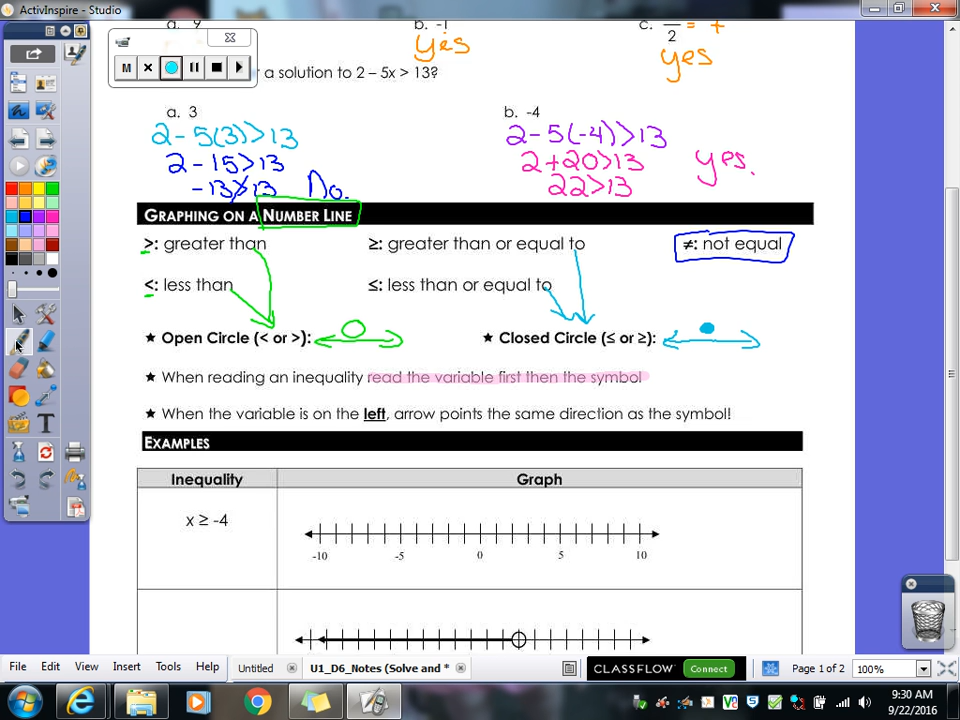 ActivInspire - Studio
a. 9
b. -1
c. — = +
2
yes
yes
M
a solution to 2 – 5x > 13?
a. 3
b. -4
2-5(3)>13
2-5(-4)>13
2-15>13
2+20>13
yes.
-13≯13 No.
22>13
GRAPHING ON A NUMBER LINE
>: greater than
≥: greater than or equal to
≠: not equal
<: less than
≤: less than or equal to
★ Open Circle (< or >):
★ Closed Circle (≤ or ≥):
★ When reading an inequality read the variable first then the symbol
★ When the variable is on the left, arrow points the same direction as the symbol!
EXAMPLES
Inequality
Graph
x ≥ -4
-10 -5 0 5 10
File Edit View Insert Tools Help
Untitled
U1_D6_Notes (Solve and *
CLASSFLOW Connect
Page 1 of 2
100%
9:30 AM
9/22/2016